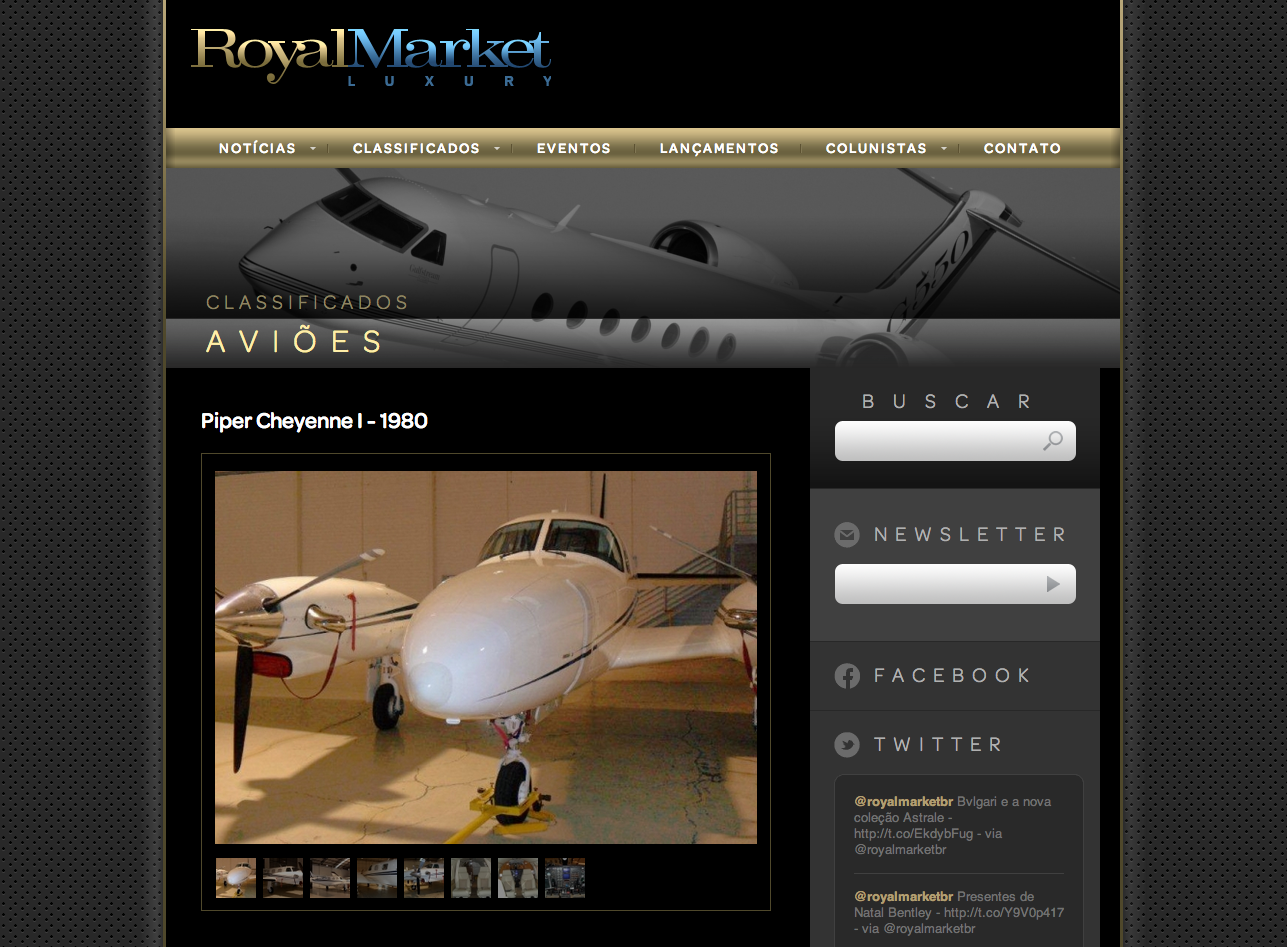 RoyalMarket
LUXURY
NOTÍCIAS CLASSIFICADOS EVENTOS LANÇAMENTOS COLUNISTAS CONTATO
G550
CLASSIFICADOS
AVIÕES
Piper Cheyenne I - 1980
BUSCAR
NEWSLETTER
FACEBOOK
TWITTER
@royalmarketbr Bvlgari e a nova
coleção Astrale -
http://t.co/EkdybFug - via
@royalmarketbr
@royalmarketbr Presentes de
Natal Bentley - http://t.co/Y9V0p417
- via @royalmarketbr